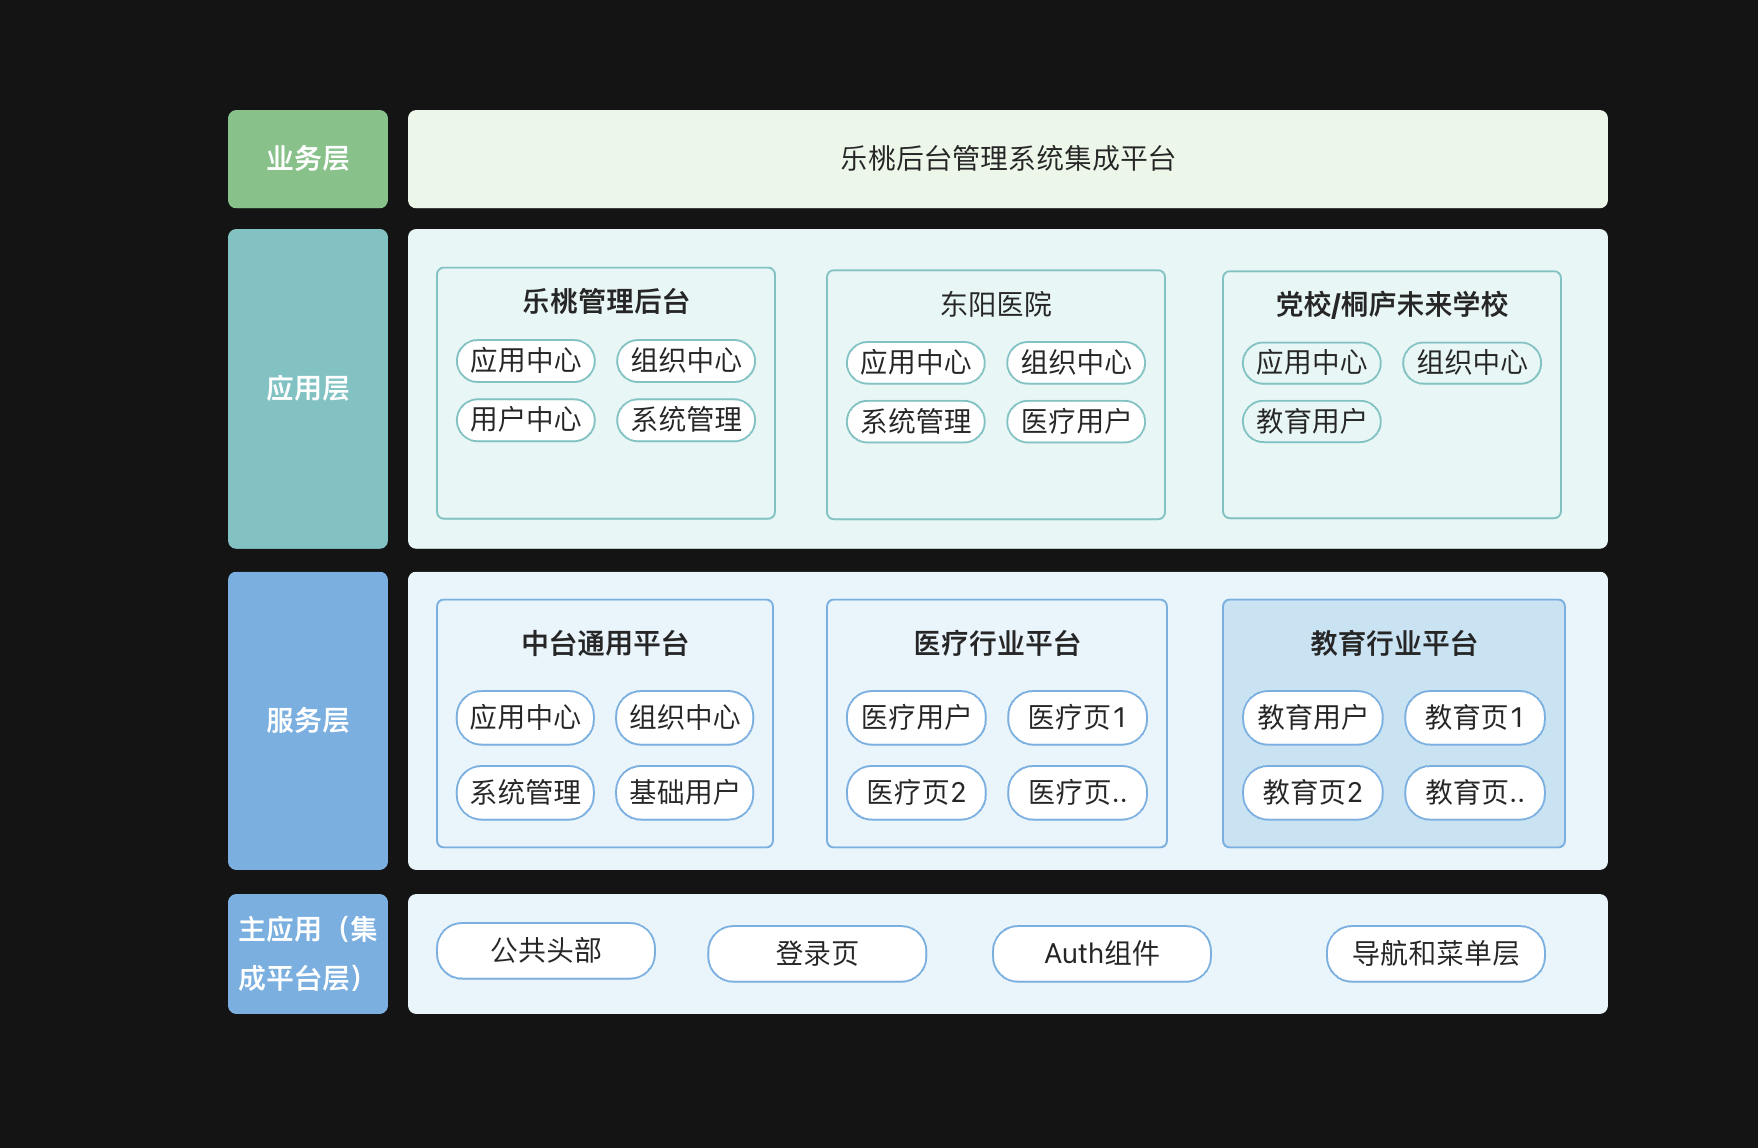 业务层
乐桃后台管理系统集成平台
应用层
乐桃管理后台
应用中心
组织中心
用户中心
系统管理
东阳医院
应用中心
组织中心
系统管理
医疗用户
党校/桐庐未来学校
应用中心
组织中心
教育用户
服务层
中台通用平台
应用中心
组织中心
系统管理
基础用户
医疗行业平台
医疗用户
医疗页1
医疗页2
医疗页..
教育行业平台
教育用户
教育页1
教育页2
教育页..
主应用（集
成平台层）
公共头部
登录页
Auth组件
导航和菜单层